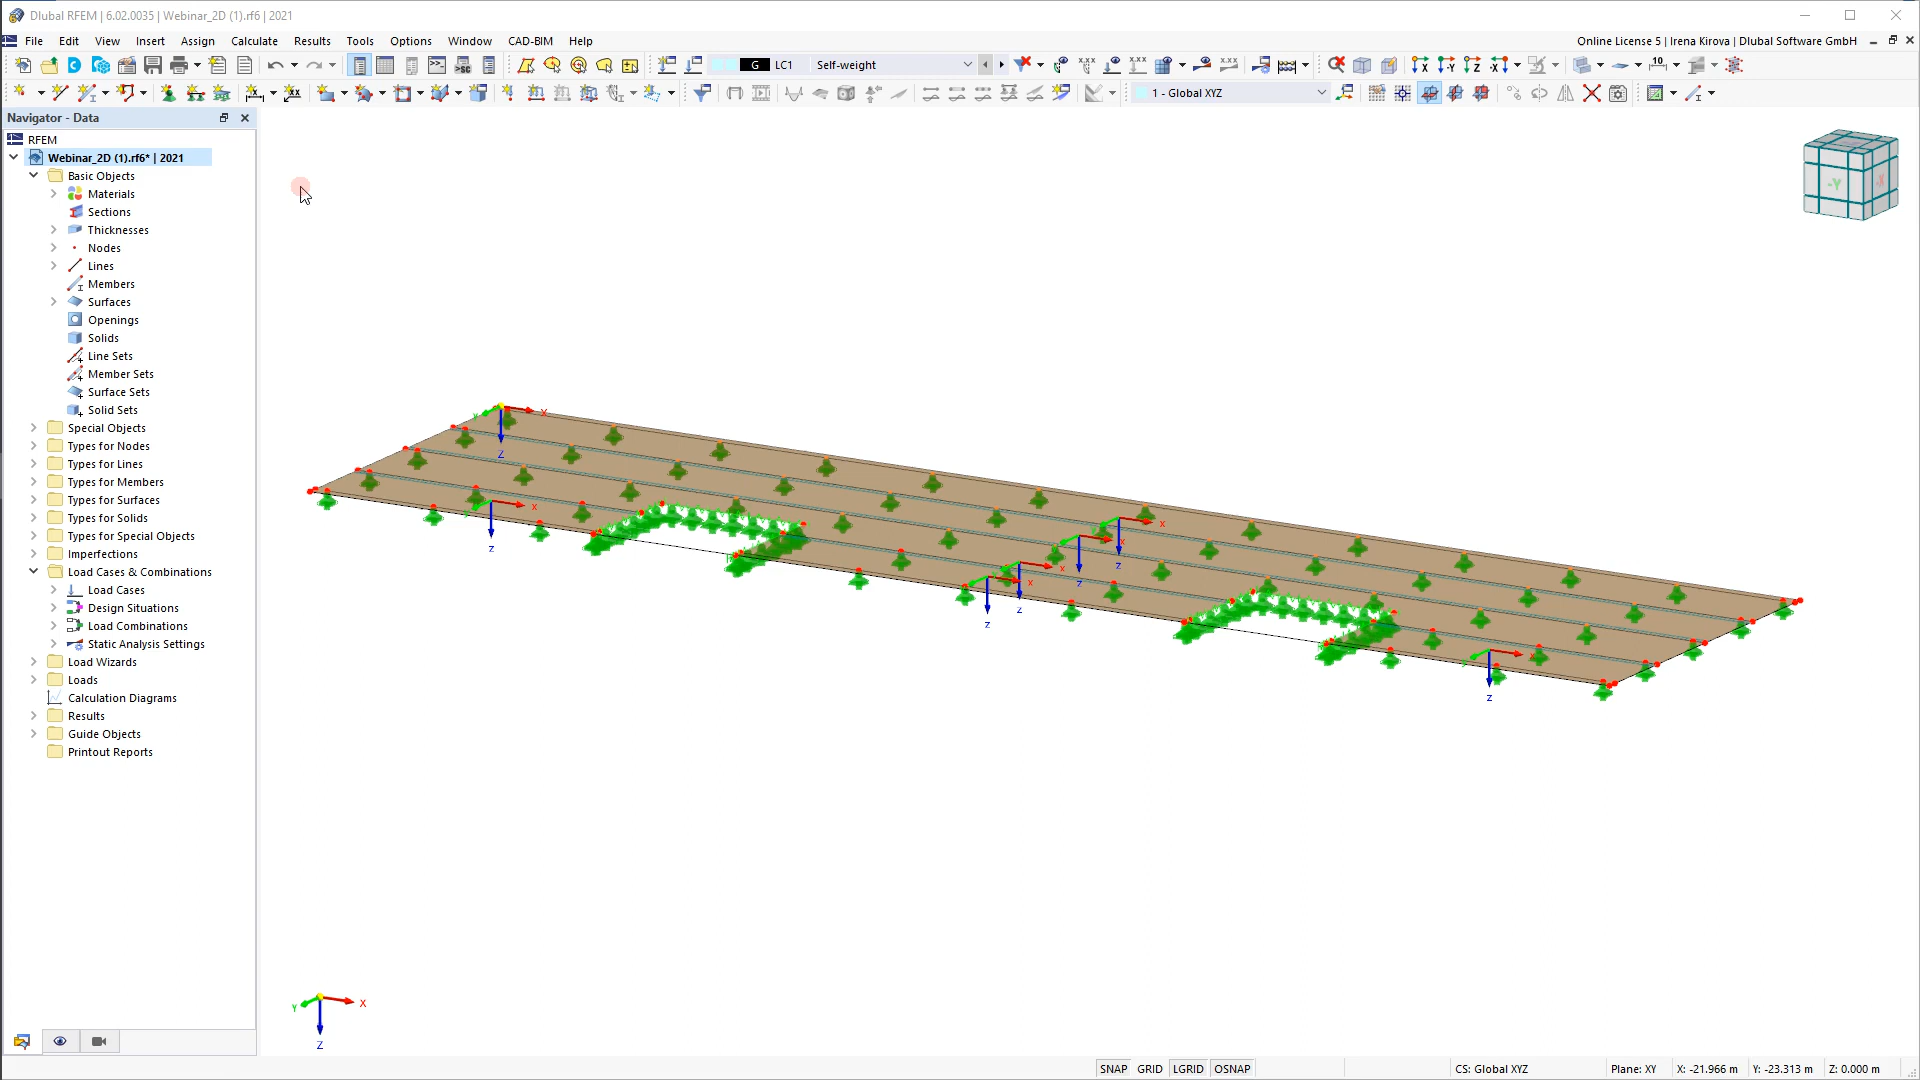 Dlubal RFEM | 6.02.0035 | Webinar_2D (1).rf6 | 2021
File Edit View Insert Assign Calculate Results Tools Options Window CAD-BIM Help
Online License 5 | Irena Kirova | Dlubal Software GmbH
G LC1 Self-weight
1 - Global XYZ
Navigator - Data
RFEM
Webinar_2D (1).rf6* | 2021
Basic Objects
Materials
Sections
Thicknesses
Nodes
Lines
Members
Surfaces
Openings
Solids
Line Sets
Member Sets
Surface Sets
Solid Sets
Special Objects
Types for Nodes
Types for Lines
Types for Members
Types for Surfaces
Types for Solids
Types for Special Objects
Imperfections
Load Cases & Combinations
Load Cases
Design Situations
Load Combinations
Static Analysis Settings
Load Wizards
Loads
Calculation Diagrams
Results
Guide Objects
Printout Reports
-Y
X
Z
X
Z
X
Z
X
Z
X
Z
X
Z
X
Z
Y X
Z
SNAP GRID LGRID OSNAP
CS: Global XYZ
Plane: XY X: -21.966 m Y: -23.313 m Z: 0.000 m